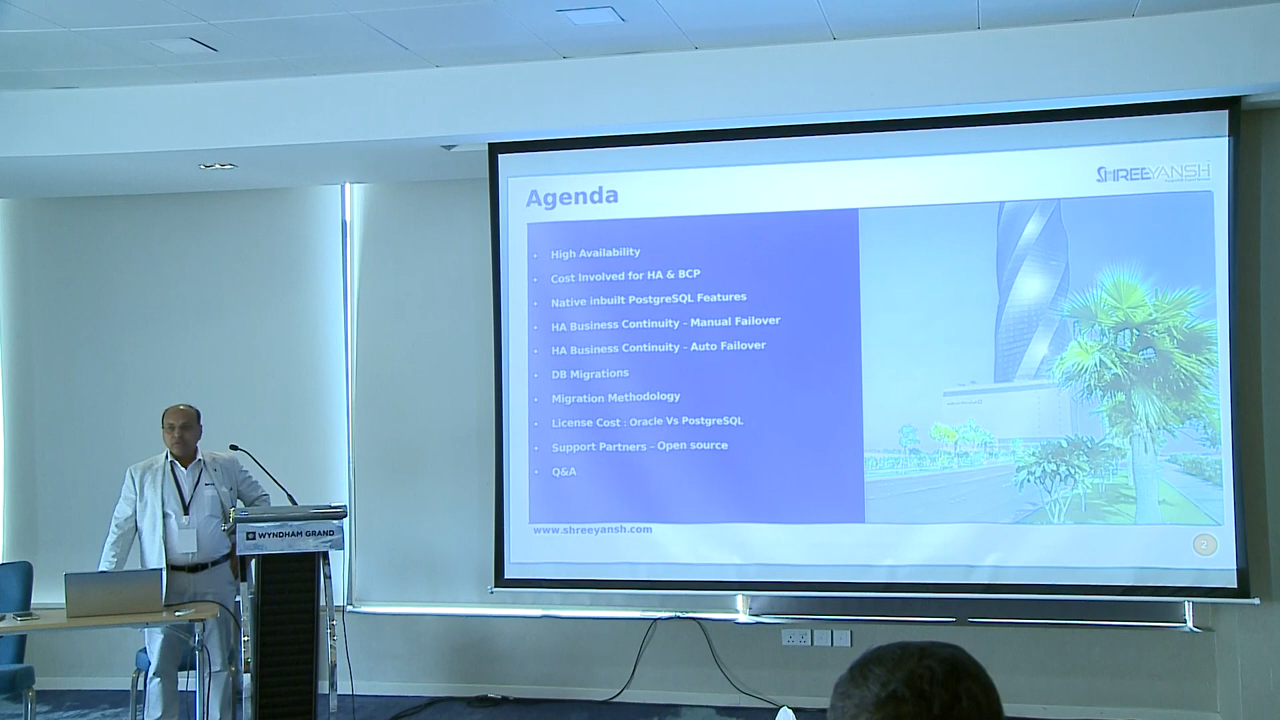 SHREEYANSH
Agenda
High Availability
Cost Involved for HA & BCP
Native inbuilt PostgreSQL Features
HA Business Continuity – Manual Failover
HA Business Continuity – Auto Failover
DB Migrations
Migration Methodology
License Cost : Oracle Vs PostgreSQL
Support Partners – Open source
Q&A
www.shreeyansh.com
2
WYNDHAM GRAND